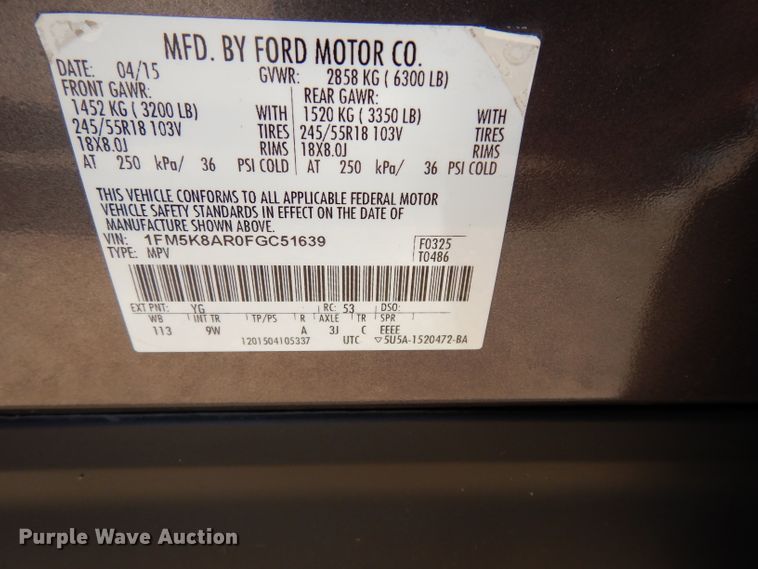 MFD. BY FORD MOTOR CO.
DATE: 04/15 GVWR: 2858 KG ( 6300 LB)
FRONT GAWR: REAR GAWR:
1452 KG ( 3200 LB) WITH 1520 KG ( 3350 LB) WITH
245/55R18 103V TIRES 245/55R18 103V TIRES
18X8.0J RIMS 18X8.0J RIMS
AT 250 kPa/ 36 PSI COLD AT 250 kPa/ 36 PSI COLD
THIS VEHICLE CONFORMS TO ALL APPLICABLE FEDERAL MOTOR
VEHICLE SAFETY STANDARDS IN EFFECT ON THE DATE OF
MANUFACTURE SHOWN ABOVE.
VIN: 1FM5K8AR0FGC51639 F0325
TYPE: MPV T0486
EXT PNT: YG RC: 53 DSO:
WB INT TR TP/PS R AXLE TR SPR
113 9W A 3J C EEEE
1201504105337 UTC ▽5U5A-1520472-BA
Purple Wave Auction